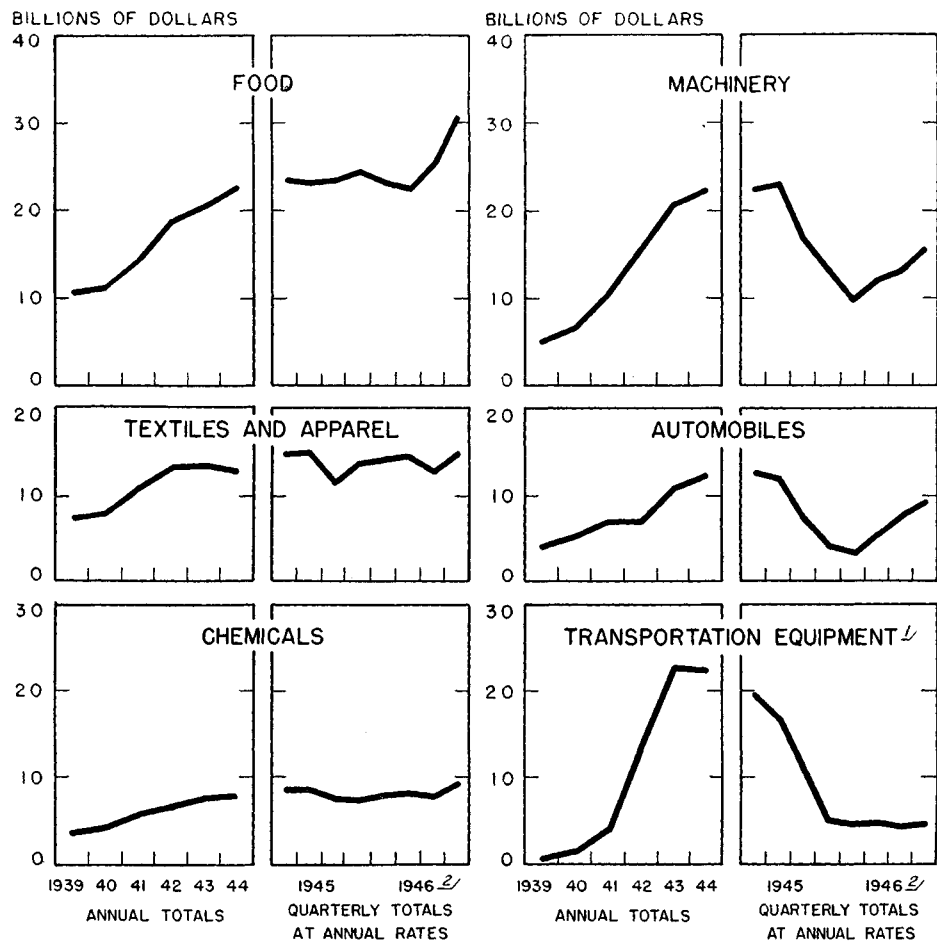 BILLIONS OF DOLLARS
40
30
20
10
0
FOOD
BILLIONS OF DOLLARS
40
30
20
10
0
MACHINERY
20
10
0
TEXTILES AND APPAREL
20
10
0
AUTOMOBILES
30
20
10
0
CHEMICALS
30
20
10
0
TRANSPORTATION EQUIPMENT 1/
1939 40 41 42 43 44
ANNUAL TOTALS
1945 1946 2/
QUARTERLY TOTALS
AT ANNUAL RATES
1939 40 41 42 43 44
ANNUAL TOTALS
1945 1946 2/
QUARTERLY TOTALS
AT ANNUAL RATES